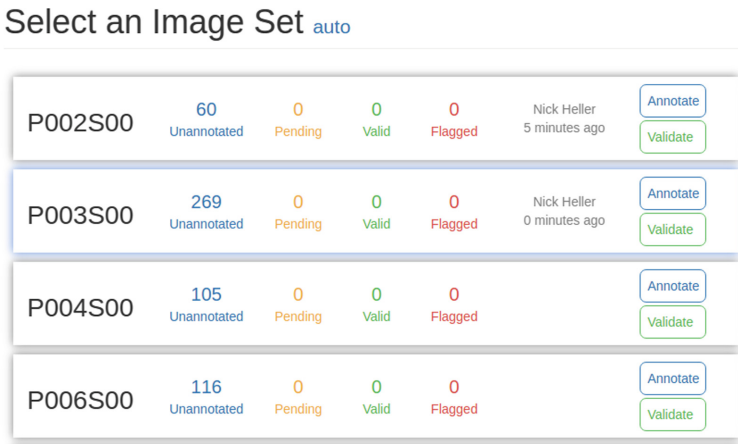 Select an Image Set auto
P002S00 60 Unannotated 0 Pending 0 Valid 0 Flagged Nick Heller 5 minutes ago Annotate Validate
P003S00 269 Unannotated 0 Pending 0 Valid 0 Flagged Nick Heller 0 minutes ago Annotate Validate
P004S00 105 Unannotated 0 Pending 0 Valid 0 Flagged Annotate Validate
P006S00 116 Unannotated 0 Pending 0 Valid 0 Flagged Annotate Validate